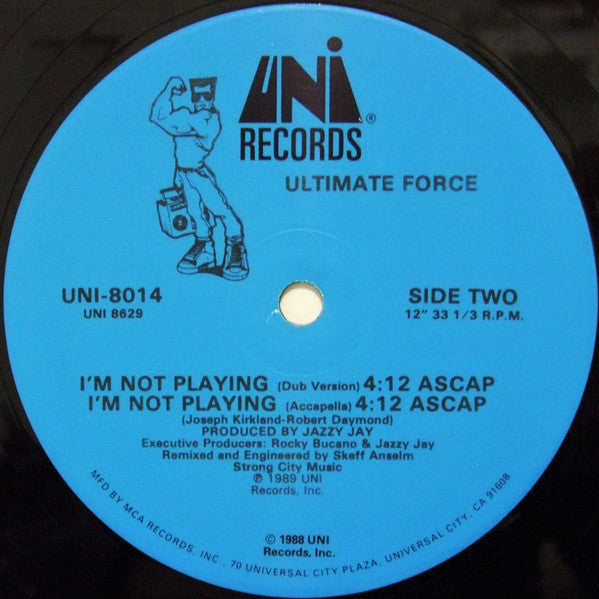 UNI
®
RECORDS
ULTIMATE FORCE
UNI-8014
UNI 8629
SIDE TWO
12" 33 1/3 R.P.M.
I'M NOT PLAYING (Dub Version) 4:12 ASCAP
I'M NOT PLAYING (Accapella) 4:12 ASCAP
(Joseph Kirkland-Robert Daymond)
PRODUCED BY JAZZY JAY
Executive Producers: Rocky Bucano & Jazzy Jay
Remixed and Engineered by Skeff Anselm
Strong City Music
℗ 1989 UNI
Records, Inc.
© 1988 UNI
Records, Inc.
MFD BY MCA RECORDS, INC., 70 UNIVERSAL CITY PLAZA, UNIVERSAL CITY, CA 91608